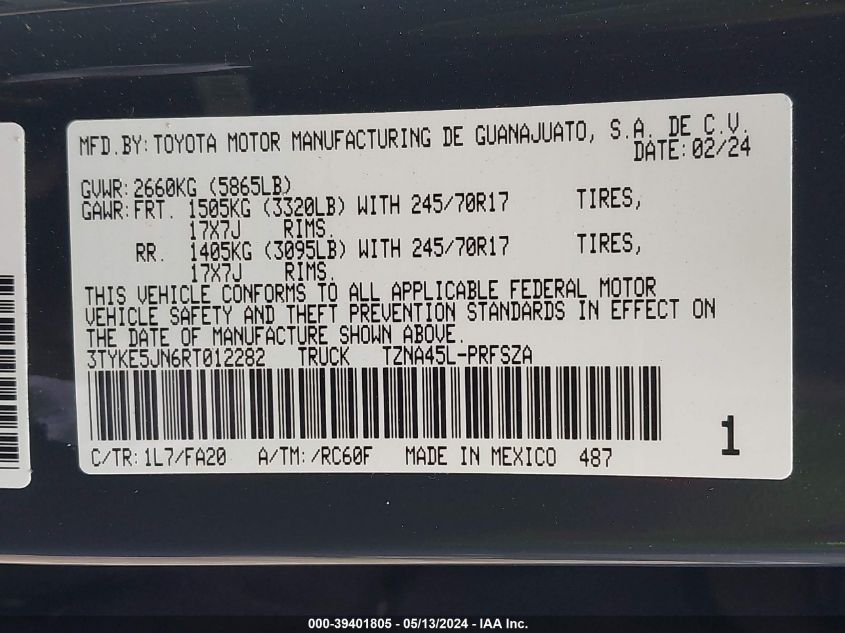 MFD.BY:TOYOTA MOTOR MANUFACTURING DE GUANAJUATO, S.A. DE C.V.
DATE:02/24
GVWR:2660KG (5865LB)
GAWR:FRT. 1505KG (3320LB) WITH 245/70R17 TIRES,
17X7J RIMS.
RR. 1405KG (3095LB) WITH 245/70R17 TIRES,
17X7J RIMS.
THIS VEHICLE CONFORMS TO ALL APPLICABLE FEDERAL MOTOR
VEHICLE SAFETY AND THEFT PREVENTION STANDARDS IN EFFECT ON
THE DATE OF MANUFACTURE SHOWN ABOVE.
3TYKE5JN6RT012282 TRUCK TZNA45L-PRFSZA
C/TR:1L7/FA20 A/TM:/RC60F MADE IN MEXICO 487
1
000-39401805 - 05/13/2024 - IAA Inc.